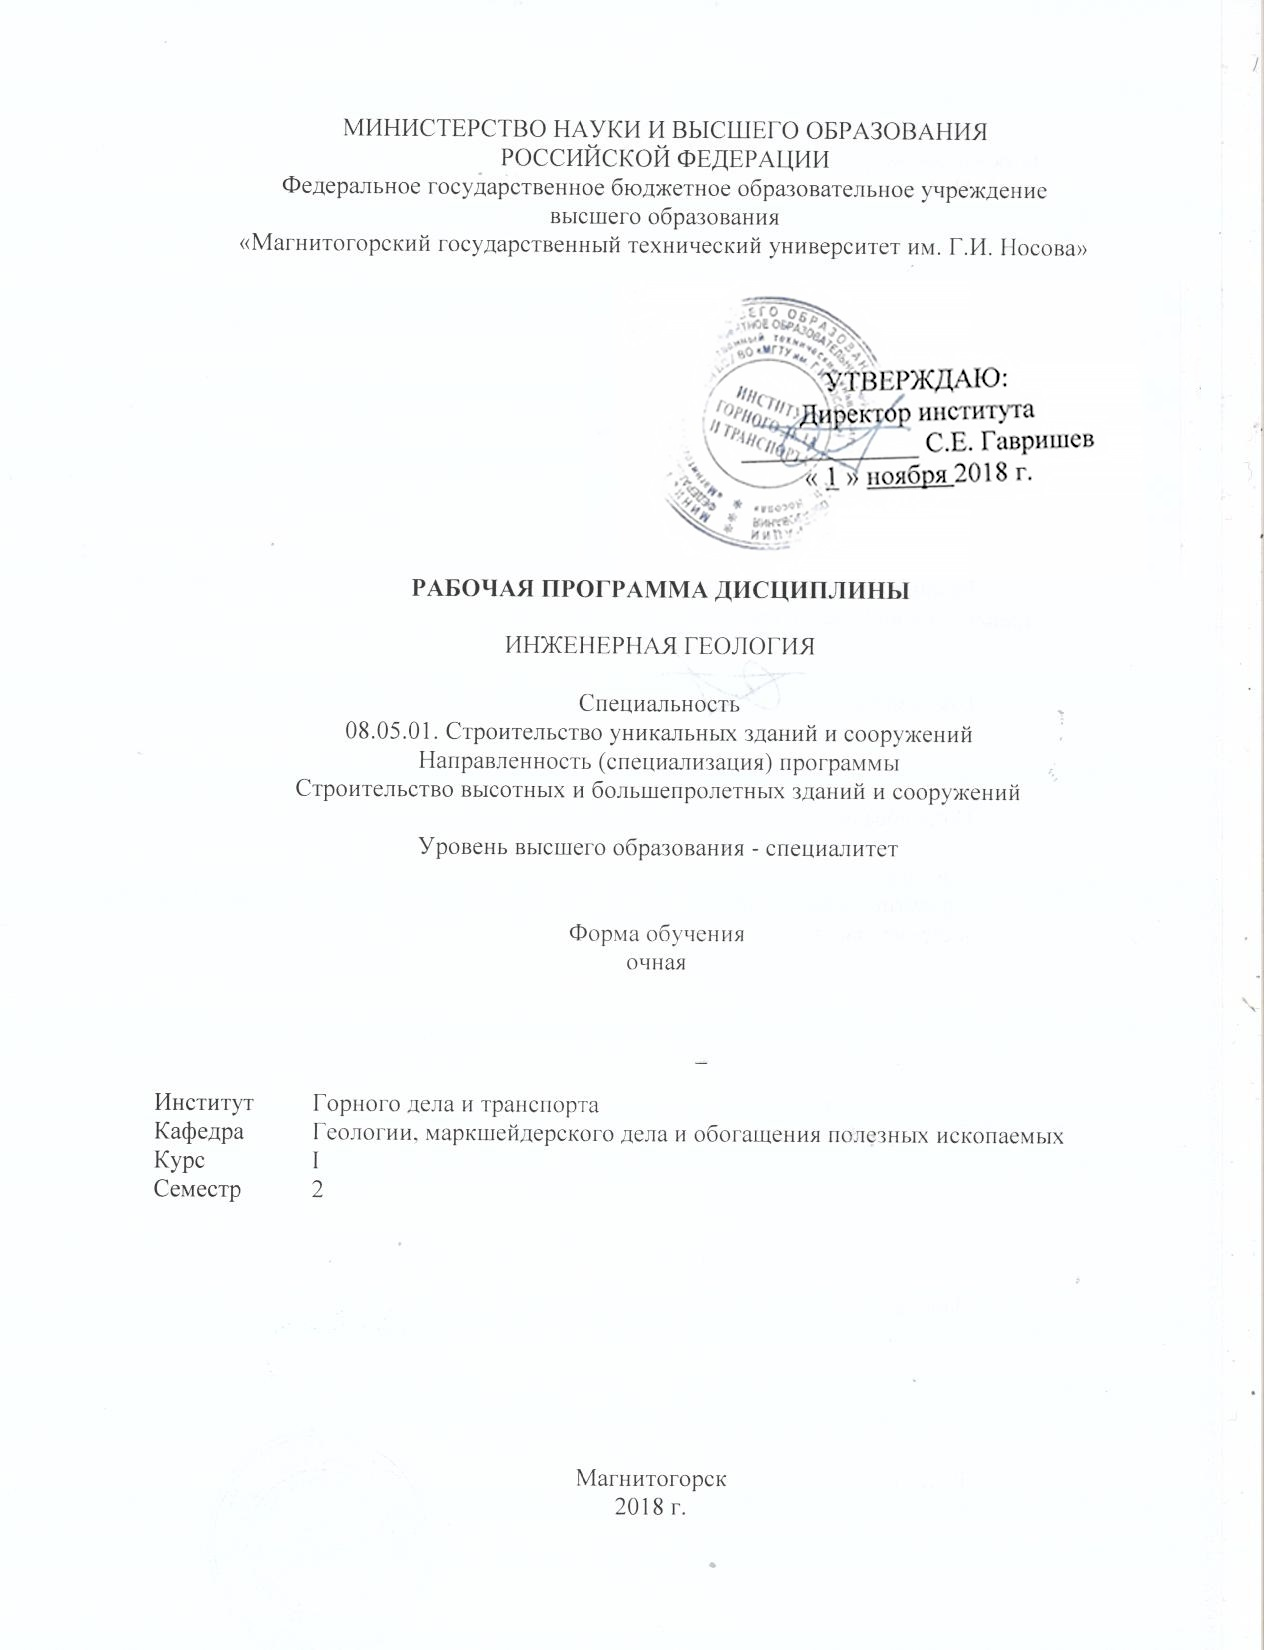 МИНИСТЕРСТВО НАУКИ И ВЫСШЕГО ОБРАЗОВАНИЯ
РОССИЙСКОЙ ФЕДЕРАЦИИ
Федеральное государственное бюджетное образовательное учреждение
высшего образования
«Магнитогорский государственный технический университет им. Г.И. Носова»
УТВЕРЖДАЮ:
Директор института
С.Е. Гавришев
« 1 » ноября 2018 г.
ИНСТИТУ
ГОРНОГО
И ТРАНСПОРТ
РАБОЧАЯ ПРОГРАММА ДИСЦИПЛИНЫ
ИНЖЕНЕРНАЯ ГЕОЛОГИЯ
Специальность
08.05.01. Строительство уникальных зданий и сооружений
Направленность (специализация) программы
Строительство высотных и большепролетных зданий и сооружений
Уровень высшего образования - специалитет
Форма обучения
очная
–
Институт Горного дела и транспорта
Кафедра Геологии, маркшейдерского дела и обогащения полезных ископаемых
Курс I
Семестр 2
Магнитогорск
2018 г.